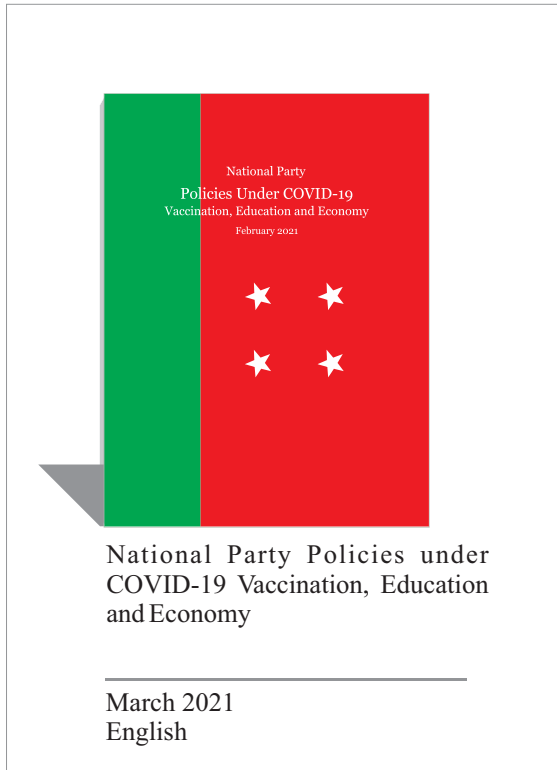 National Party
Policies Under COVID-19
Vaccination, Education and Economy
February 2021
National Party Policies under
COVID-19 Vaccination, Education
and Economy
March 2021
English